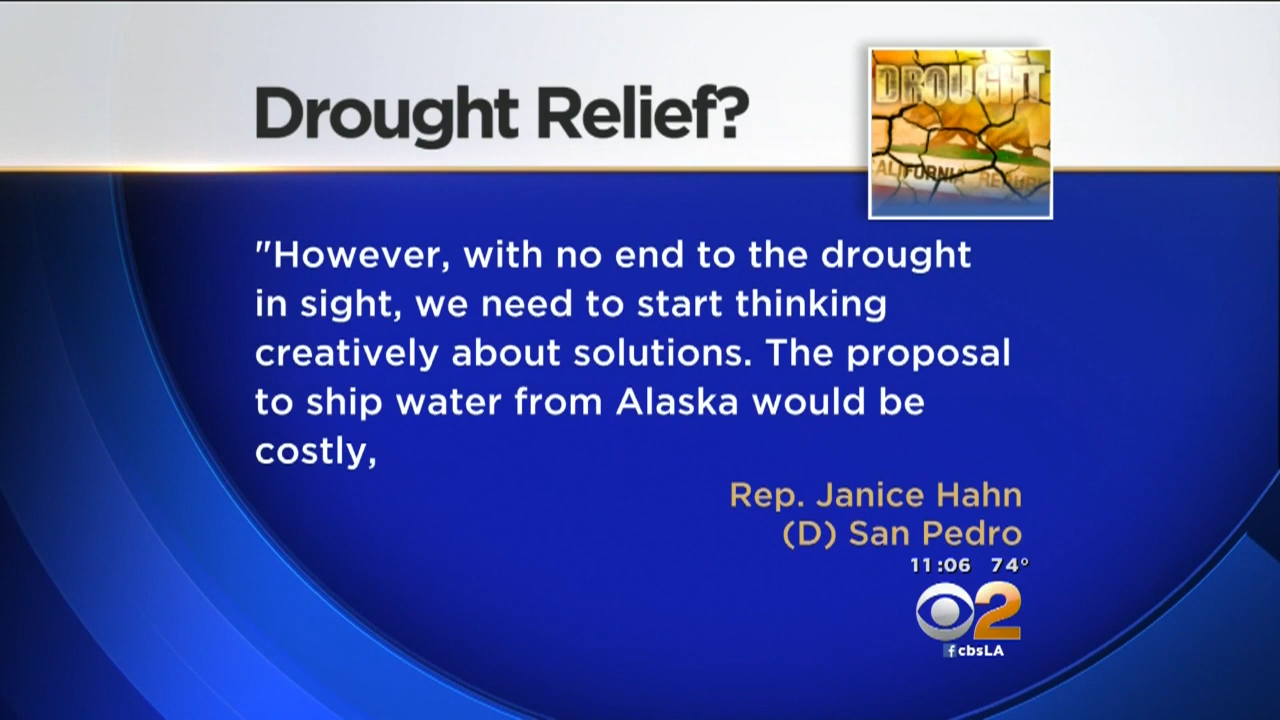 Drought Relief?
DROUGHT
CALIFORNIA REPUBL
"However, with no end to the drought
in sight, we need to start thinking
creatively about solutions. The proposal
to ship water from Alaska would be
costly,
Rep. Janice Hahn
(D) San Pedro
11:06 74°
2
f cbsLA